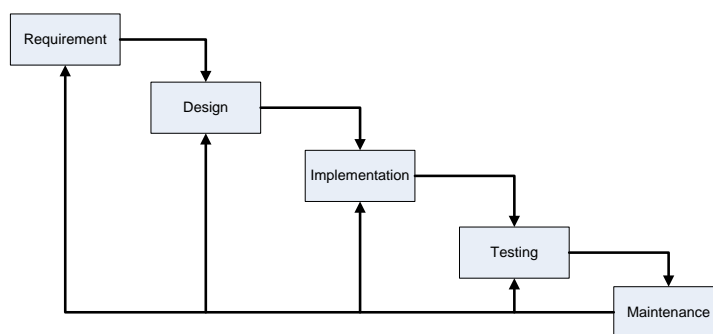 Requirement
Design
Implementation
Testing
Maintenance